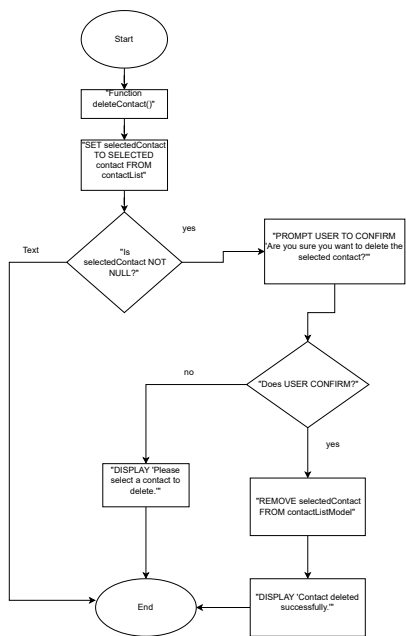 Start
"Function
deleteContact()"
"SET selectedContact
TO SELECTED
contact FROM
contactList"
yes
Text
"Is
selectedContact NOT
NULL?"
"PROMPT USER TO CONFIRM
'Are you sure you want to delete the
selected contact?'"
no
"Does USER CONFIRM?"
yes
"DISPLAY 'Please
select a contact to
delete.'"
"REMOVE selectedContact
FROM contactListModel"
End
"DISPLAY 'Contact deleted
successfully.'"